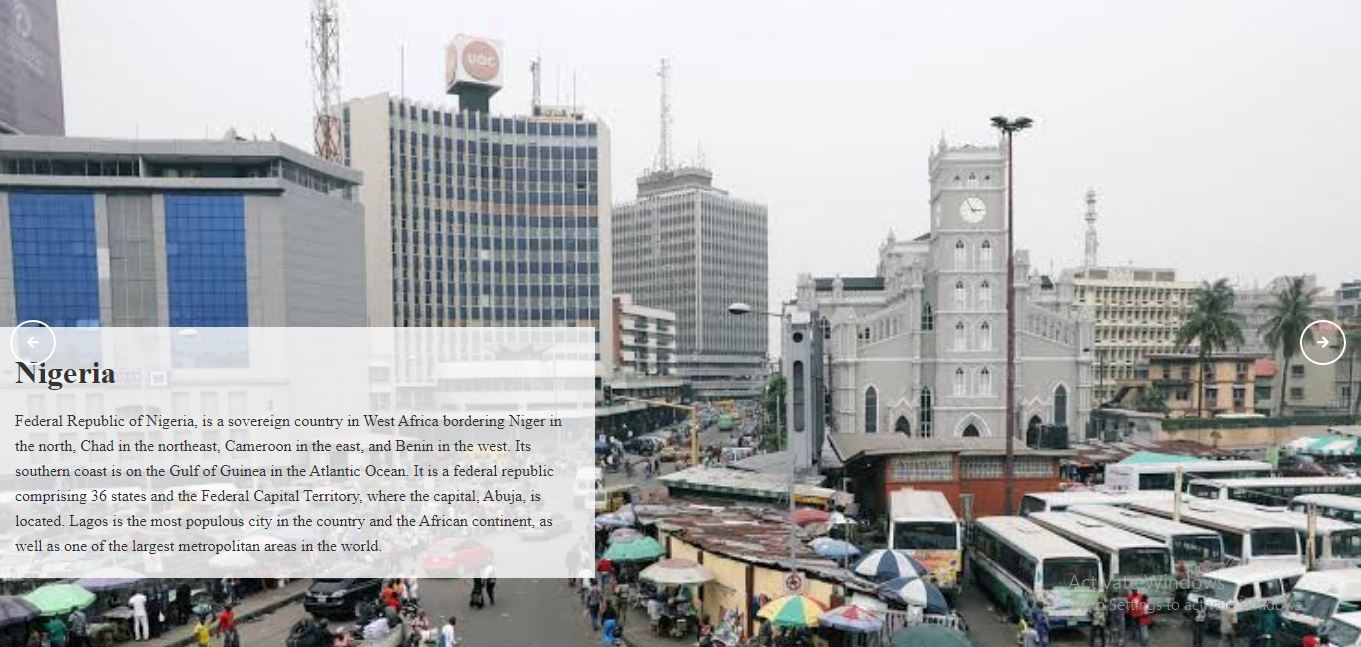 UAC
Nigeria
Federal Republic of Nigeria, is a sovereign country in West Africa bordering Niger in
the north, Chad in the northeast, Cameroon in the east, and Benin in the west. Its
southern coast is on the Gulf of Guinea in the Atlantic Ocean. It is a federal republic
comprising 36 states and the Federal Capital Territory, where the capital, Abuja, is
located. Lagos is the most populous city in the country and the African continent, as
well as one of the largest metropolitan areas in the world.
Activate Windows
to Settings to activate Windows.